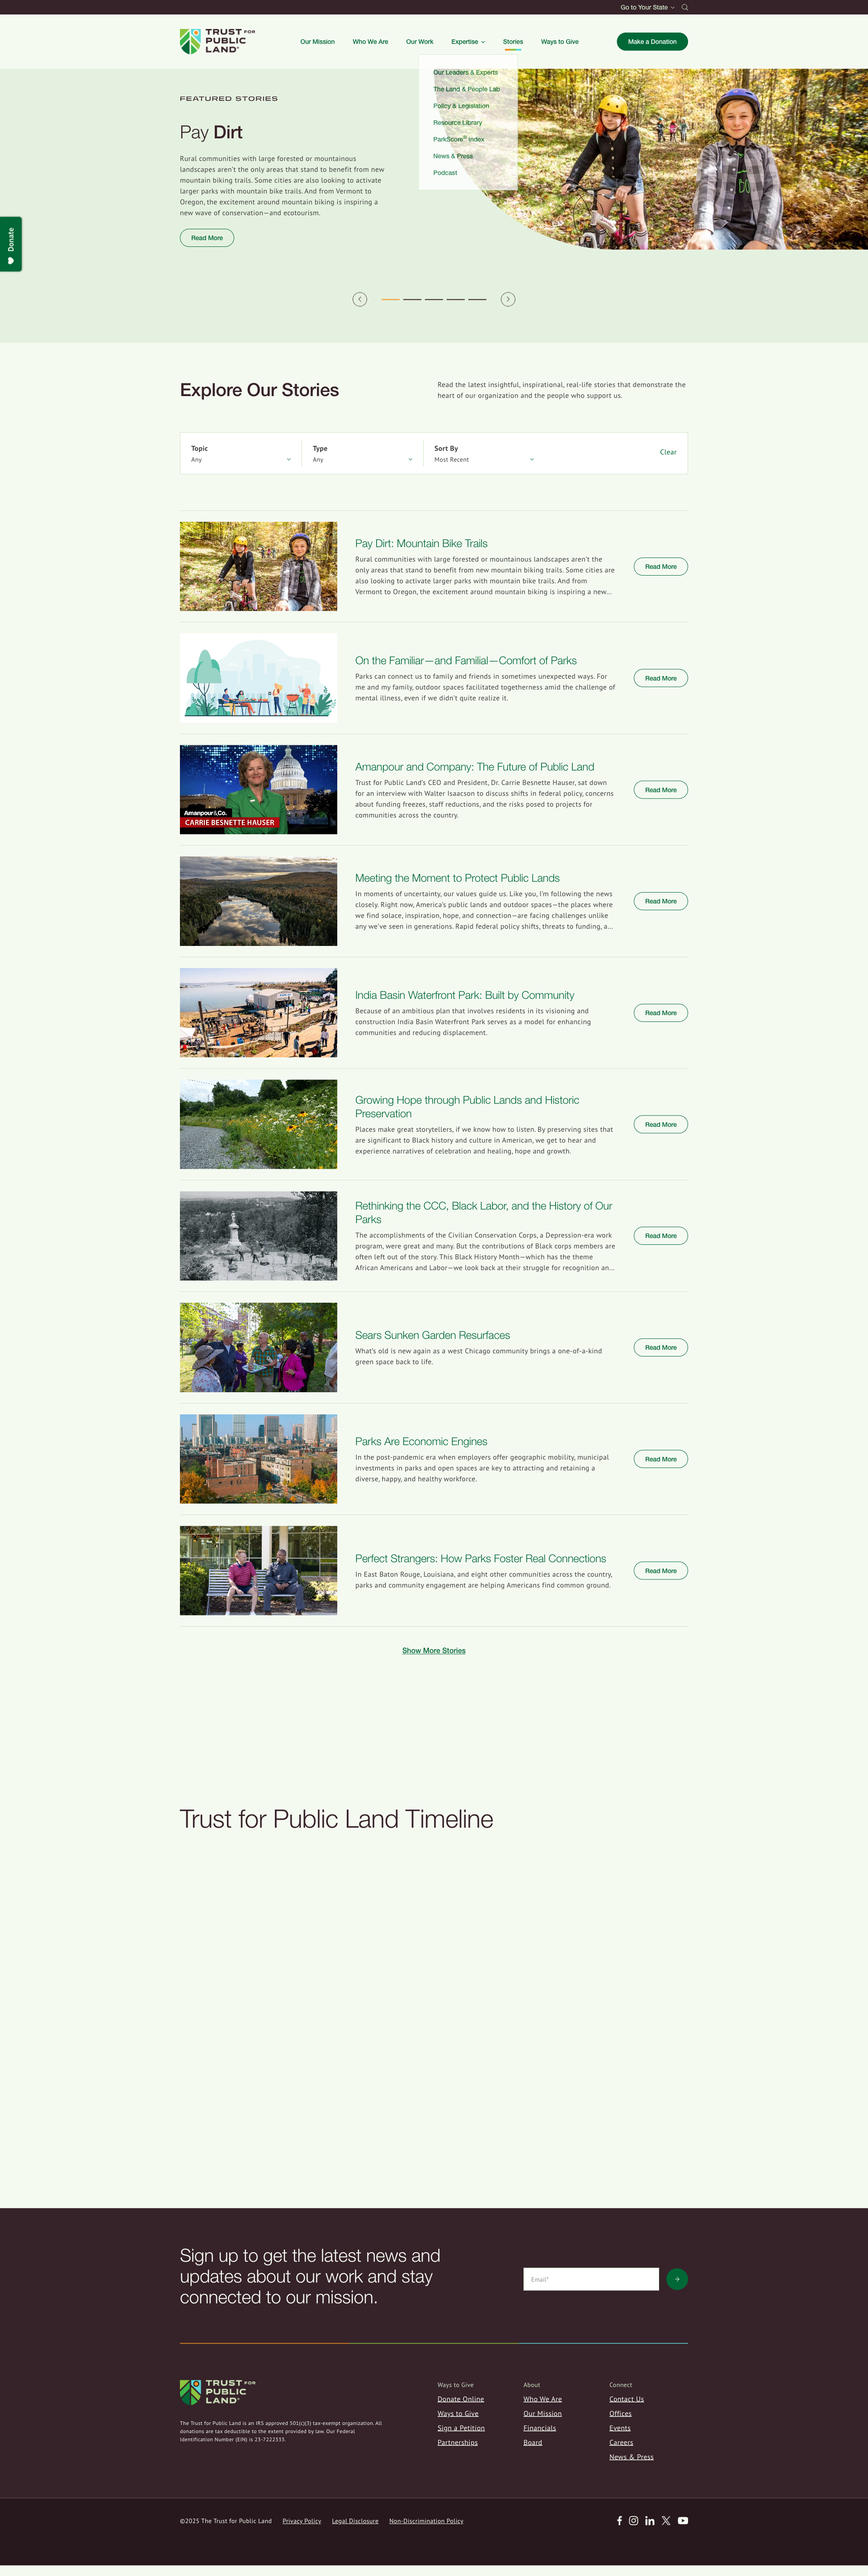 Go to Your State
TRUST FOR
PUBLIC
LAND®
Our Mission
Who We Are
Our Work
Expertise
Stories
Ways to Give
Make a Donation
Our Leaders & Experts
The Land & People Lab
Policy & Legislation
Resource Library
ParkScore® Index
News & Press
Podcast
FEATURED STORIES
Pay Dirt
Rural communities with large forested or mountainous
landscapes aren't the only areas that stand to benefit from new
mountain biking trails. Some cities are also looking to activate
larger parks with mountain bike trails. And from Vermont to
Oregon, the excitement around mountain biking is inspiring a
new wave of conservation—and ecotourism.
Read More
Donate
Explore Our Stories
Read the latest insightful, inspirational, real-life stories that demonstrate the
heart of our organization and the people who support us.
Topic
Any
Type
Any
Sort By
Most Recent
Clear
Pay Dirt: Mountain Bike Trails
Rural communities with large forested or mountainous landscapes aren't the
only areas that stand to benefit from new mountain biking trails. Some cities are
also looking to activate larger parks with mountain bike trails. And from
Vermont to Oregon, the excitement around mountain biking is inspiring a new…
Read More
On the Familiar—and Familial—Comfort of Parks
Parks can connect us to family and friends in sometimes unexpected ways. For
me and my family, outdoor spaces facilitated togetherness amid the challenge of
mental illness, even if we didn't quite realize it.
Read More
Amanpour&Co.
CARRIE BESNETTE HAUSER
Amanpour and Company: The Future of Public Land
Trust for Public Land's CEO and President, Dr. Carrie Besnette Hauser, sat down
for an interview with Walter Isaacson to discuss shifts in federal policy, concerns
about funding freezes, staff reductions, and the risks posed to projects for
communities across the country.
Read More
Meeting the Moment to Protect Public Lands
In moments of uncertainty, our values guide us. Like you, I'm following the news
closely. Right now, America's public lands and outdoor spaces—the places where
we find solace, inspiration, hope, and connection—are facing challenges unlike
any we've seen in generations. Rapid federal policy shifts, threats to funding, a…
Read More
India Basin Waterfront Park: Built by Community
Because of an ambitious plan that involves residents in its visioning and
construction India Basin Waterfront Park serves as a model for enhancing
communities and reducing displacement.
Read More
Growing Hope through Public Lands and Historic
Preservation
Places make great storytellers, if we know how to listen. By preserving sites that
are significant to Black history and culture in American, we get to hear and
experience narratives of celebration and healing, hope and growth.
Read More
Rethinking the CCC, Black Labor, and the History of Our
Parks
The accomplishments of the Civilian Conservation Corps, a Depression-era work
program, were great and many. But the contributions of Black corps members are
often left out of the story. This Black History Month—which has the theme
African Americans and Labor—we look back at their struggle for recognition an…
Read More
Sears Sunken Garden Resurfaces
What's old is new again as a west Chicago community brings a one-of-a-kind
green space back to life.
Read More
Parks Are Economic Engines
In the post-pandemic era when employers offer geographic mobility, municipal
investments in parks and open spaces are key to attracting and retaining a
diverse, happy, and healthy workforce.
Read More
Perfect Strangers: How Parks Foster Real Connections
In East Baton Rouge, Louisiana, and eight other communities across the country,
parks and community engagement are helping Americans find common ground.
Read More
Show More Stories
Trust for Public Land Timeline
Sign up to get the latest news and
updates about our work and stay
connected to our mission.
Email*
TRUST FOR
PUBLIC
LAND®
The Trust for Public Land is an IRS approved 501(c)(3) tax-exempt organization. All
donations are tax deductible to the extent provided by law. Our Federal
Identification Number (EIN) is 23-7222333.
Ways to Give
Donate Online
Ways to Give
Sign a Petition
Partnerships
About
Who We Are
Our Mission
Financials
Board
Connect
Contact Us
Offices
Events
Careers
News & Press
©2025 The Trust for Public Land
Privacy Policy
Legal Disclosure
Non-Discrimination Policy